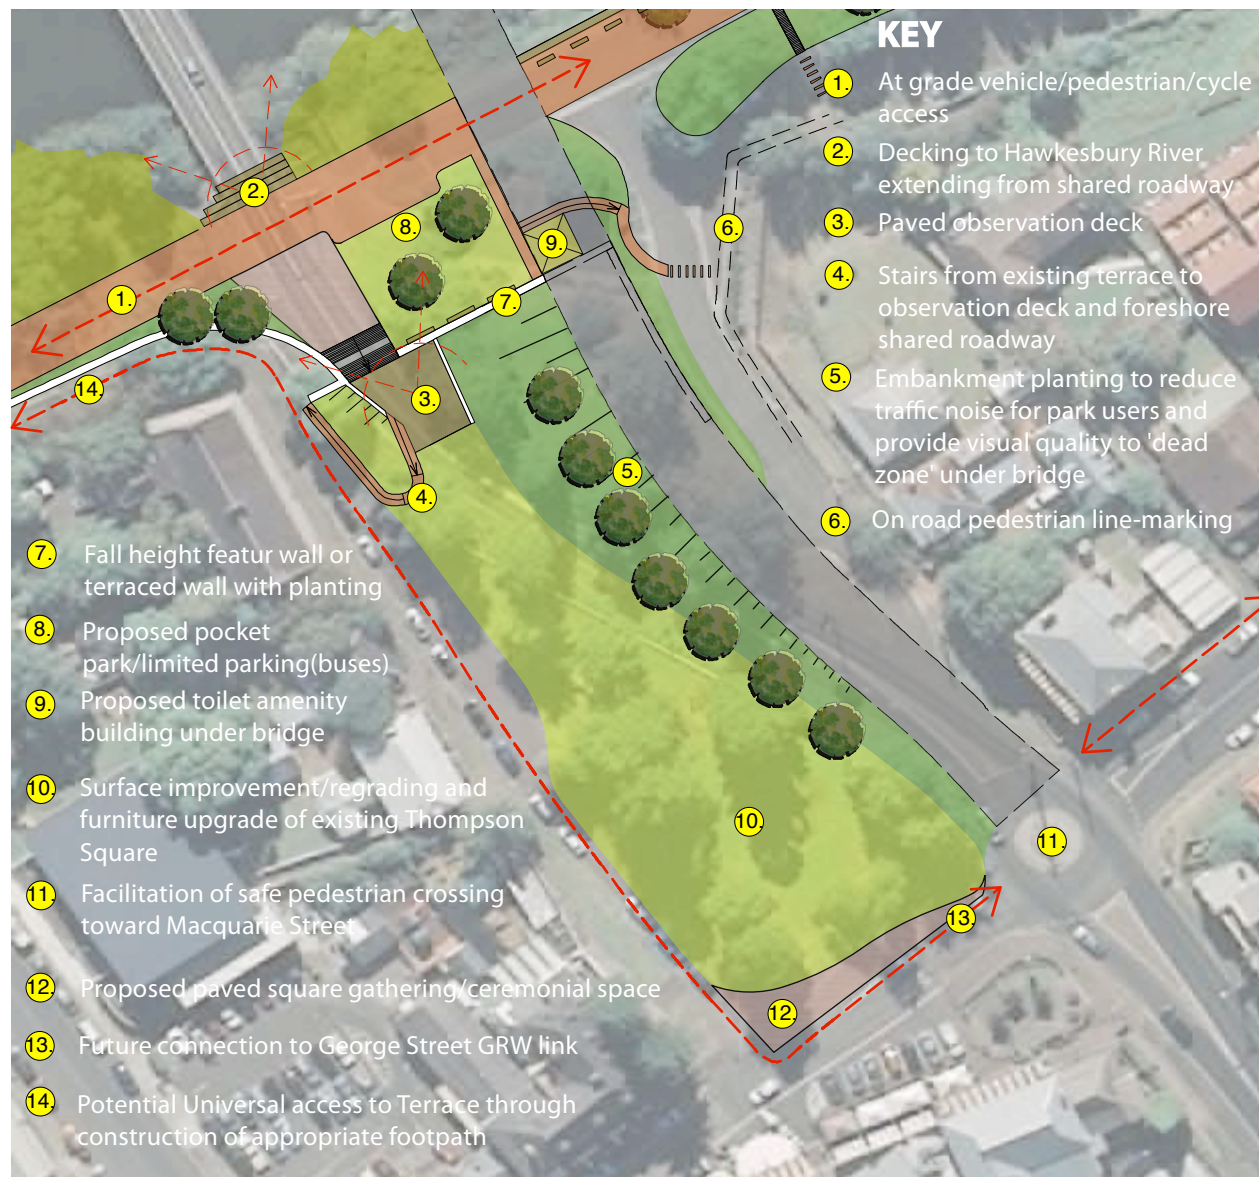 KEY
1. At grade vehicle/pedestrian/cycle
access
2. Decking to Hawkesbury River
extending from shared roadway
3. Paved observation deck
4. Stairs from existing terrace to
observation deck and foreshore
shared roadway
5. Embankment planting to reduce
traffic noise for park users and
provide visual quality to 'dead
zone' under bridge
6. On road pedestrian line-marking
7. Fall height featur wall or
terraced wall with planting
8. Proposed pocket
park/limited parking(buses)
9. Proposed toilet amenity
building under bridge
10. Surface improvement/regrading and
furniture upgrade of existing Thompson
Square
11. Facilitation of safe pedestrian crossing
toward Macquarie Street
12. Proposed paved square gathering/ceremonial space
13. Future connection to George Street GRW link
14. Potential Universal access to Terrace through
construction of appropriate footpath
2.
8.
6.
9.
1.
7.
14.
3.
5.
4.
10.
11.
13.
12.